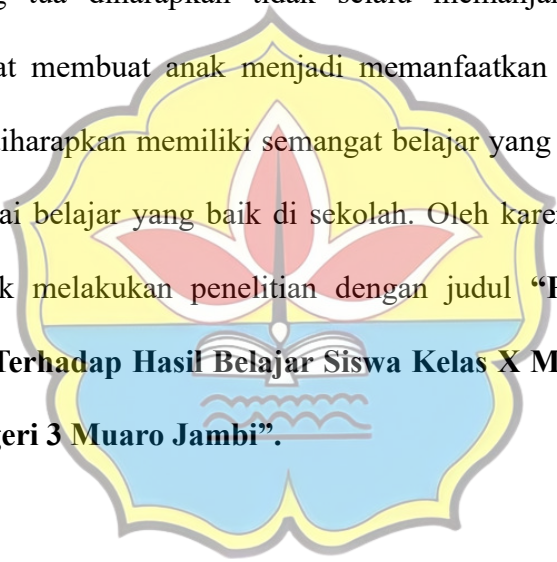 tua diharapkan tidak selalu
membuat anak menjadi memanfaatkan
diharapkan memiliki semangat belajar yang
belajar yang baik di sekolah. Oleh
melakukan penelitian dengan judul
Terhadap Hasil Belajar Siswa Kelas X
3 Muaro Jambi”.